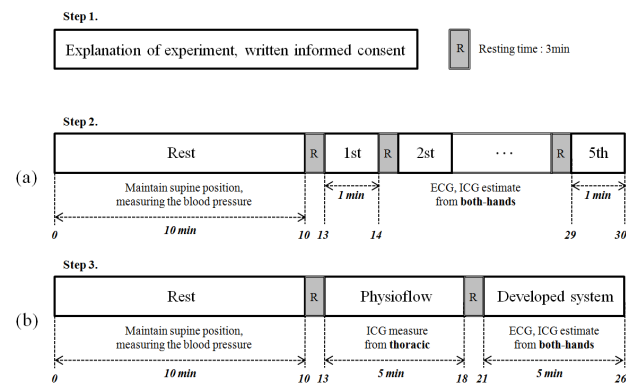 Step 1.
Explanation of experiment, written informed consent
R
Resting time : 3min
(a)
Step 2.
Rest
R
1st
R
2st
· · ·
R
5th
Maintain supine position,
measuring the blood pressure
1 min
ECG, ICG estimate
from both-hands
1 min
10 min
0
10
13
14
29
30
(b)
Step 3.
Rest
R
Physioflow
R
Developed system
Maintain supine position,
measuring the blood pressure
ICG measure
from thoracic
ECG, ICG estimate
from both-hands
10 min
5 min
5 min
0
10
13
18
21
26